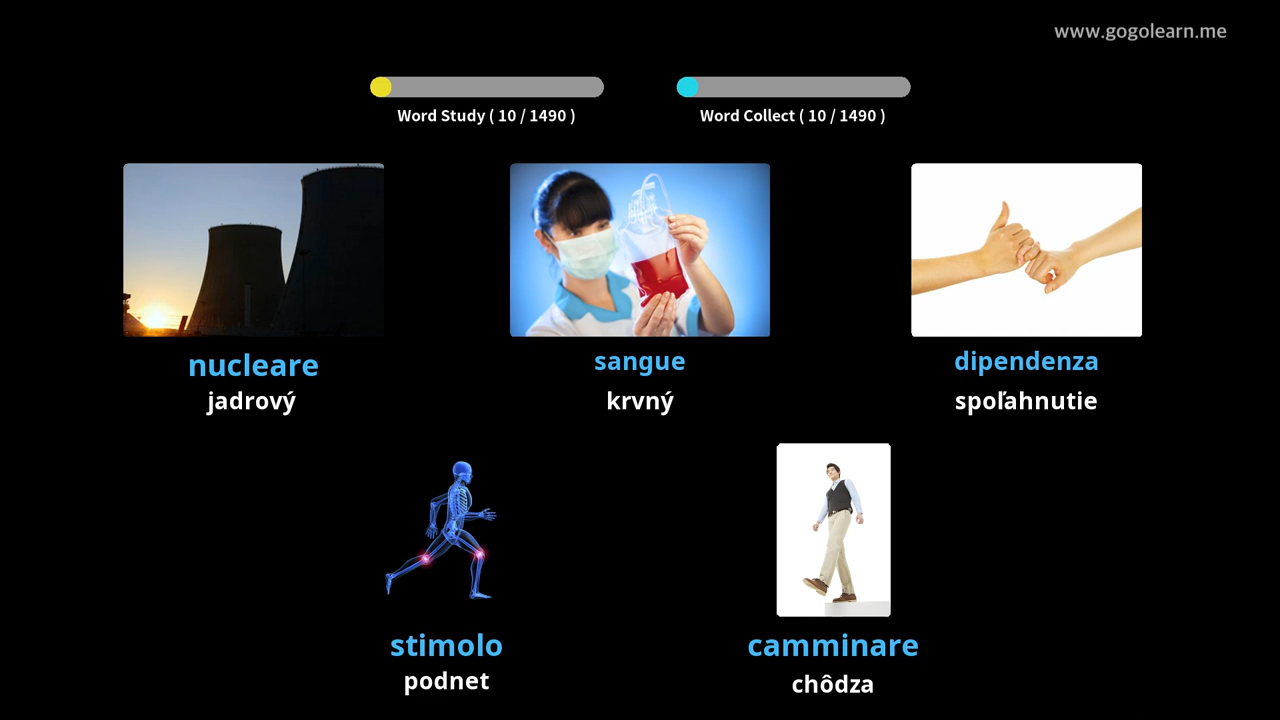 www.gogolearn.me
Word Study ( 10 / 1490 )
Word Collect ( 10 / 1490 )
nucleare
sangue
dipendenza
jadrový
krvný
spoľahnutie
stimolo
camminare
podnet
chôdza